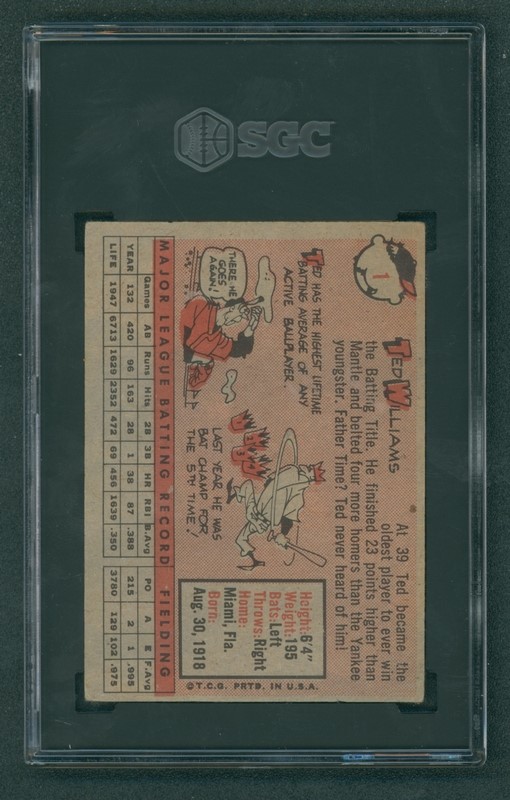 SGC
1
TED WILLIAMS
At 39 Ted became the
oldest player to ever win
the Batting Title. He finished 23 points higher than
Mantle and belted four more homers than the Yankee
youngster. Father Time? Ted never heard of him!
TED HAS THE HIGHEST LIFETIME
BATTING AVERAGE OF ANY
ACTIVE BALLPLAYER.
THERE HE
GOES
AGAIN!
LAST YEAR HE WAS
BAT CHAMP FOR
THE 5TH TIME!
1 2 3 4
Height: 6'4"
Weight: 195
Bats: Left
Throws: Right
Home:
Miami, Fla.
Born:
Aug. 30, 1918
©T.C.G. PRTD. IN U.S.A.
MAJOR LEAGUE BATTING RECORD FIELDING
Games AB Runs Hits 2B 3B HR RBI B.Avg PO A E F.Avg
YEAR 132 420 96 163 28 1 38 87 .388 215 2 1 .995
LIFE 1947 6713 1629 2352 472 69 456 1639 .350 3780 129 102 .975